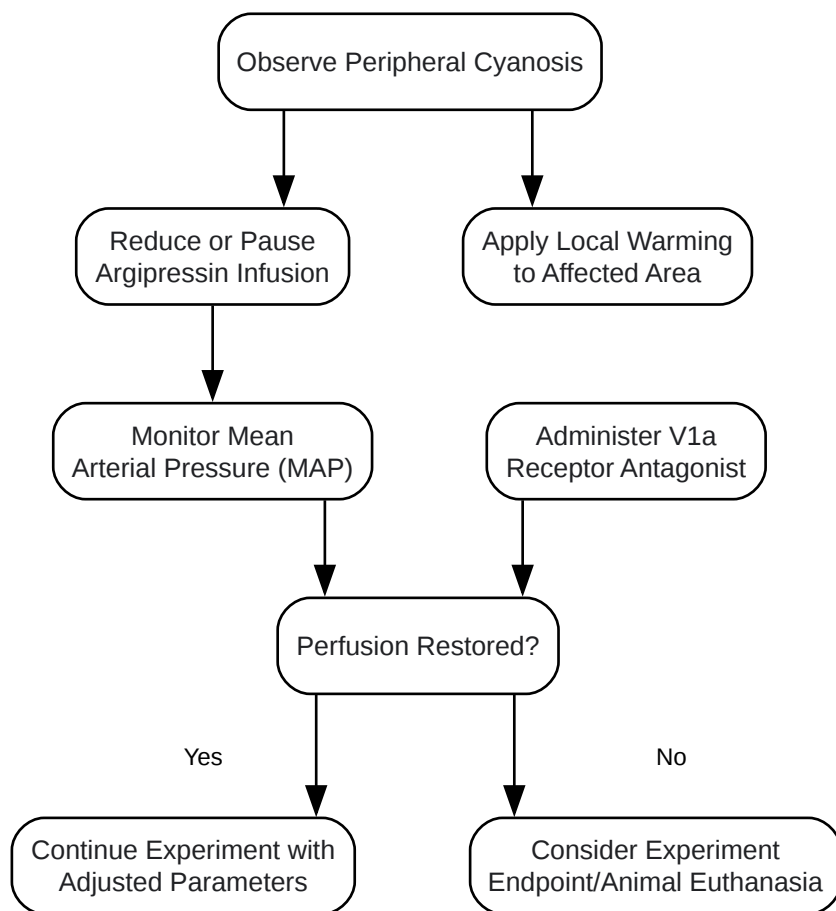 Observe Peripheral Cyanosis
Reduce or Pause
Argipressin Infusion
Apply Local Warming
to Affected Area
Monitor Mean
Arterial Pressure (MAP)
Administer V1a
Receptor Antagonist
Perfusion Restored?
Yes
No
Continue Experiment with
Adjusted Parameters
Consider Experiment
Endpoint/Animal Euthanasia